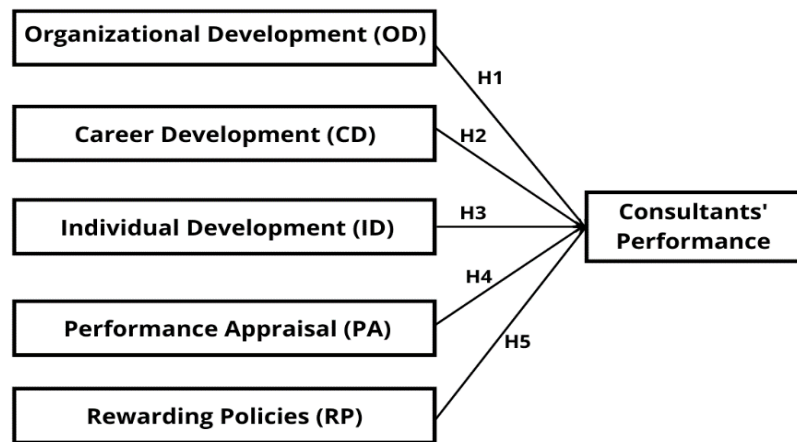 Organizational Development (OD)
H1
Career Development (CD)
H2
Individual Development (ID)
H3
Consultants'
Performance
Performance Appraisal (PA)
H4
Rewarding Policies (RP)
H5